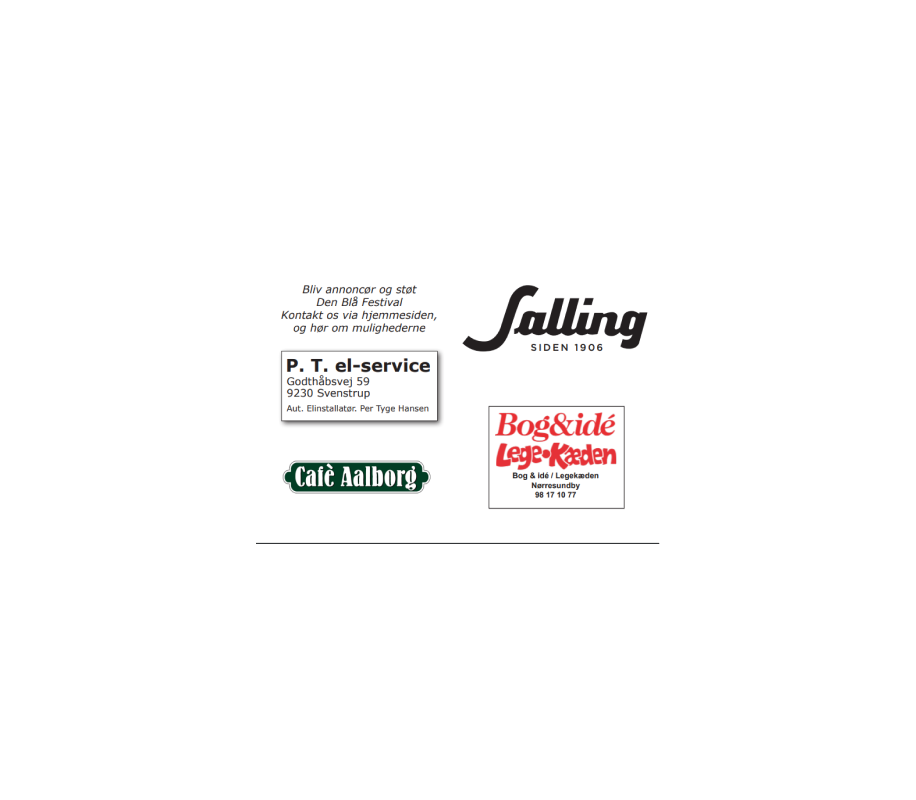 Bliv annoncør og støt
Den Blå Festival
Kontakt os via hjemmesiden,
og hør om mulighederne
P. T. el-service
Godthåbsvej 59
9230 Svenstrup
Aut. Elinstallatør. Per Tyge Hansen
Cafè Aalborg
Salling
SIDEN 1906
Bog&idé
Lege•Kæden
Bog & idé / Legekæden
Nørresundby
98 17 10 77